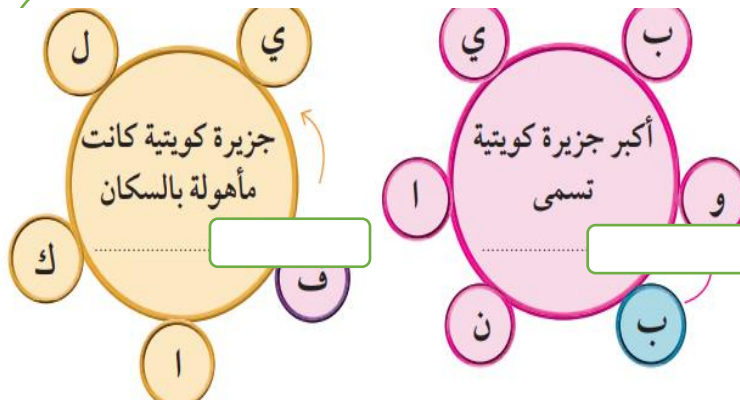 ب
ي
أكبر جزيرة كويتية
تسمى
و
ا
................
ب
ن
ي
ل
جزيرة كويتية كانت
مأهولة بالسكان
ك
................
ف
ا